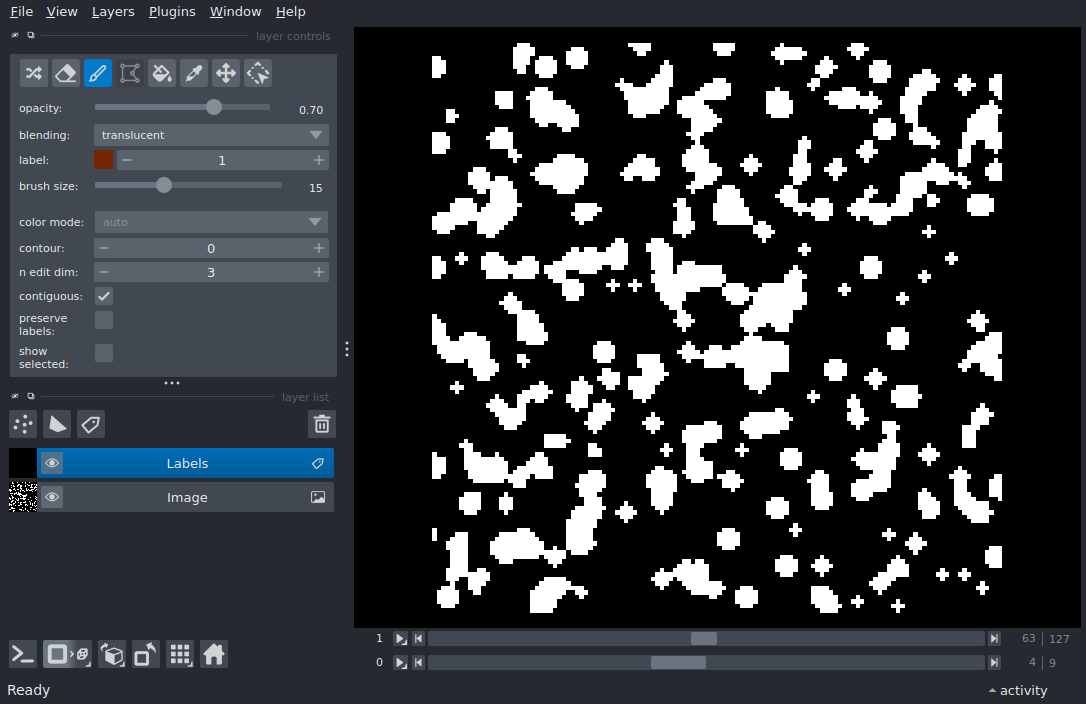 File View Layers Plugins Window Help
layer controls
opacity: 0.70
blending: translucent
label: 1
brush size: 15
color mode: auto
contour: 0
n edit dim: 3
contiguous:
preserve
labels:
show
selected:
layer list
Labels
Image
1 63 127
0 4 9
Ready activity